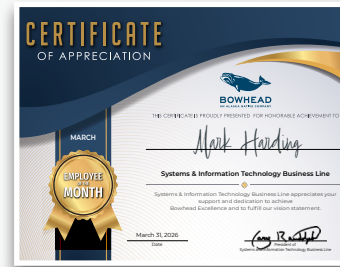 CERTIFICATE
OF APPRECIATION
BOWHEAD
AN ALASKA NATIVE COMPANY
THIS CERTIFICATE IS PROUDLY PRESENTED FOR HONORABLE ACHIEVEMENT TO
MARCH
Mark Harding
Systems & Information Technology Business Line
EMPLOYEE
OF THE
MONTH
Systems & Information Technology Business Line appreciates your
support and dedication to achieve
Bowhead Excellence and to fulfill our vision statement.
March 31, 2026
Date
President of
Systems and Information Technology Business Line